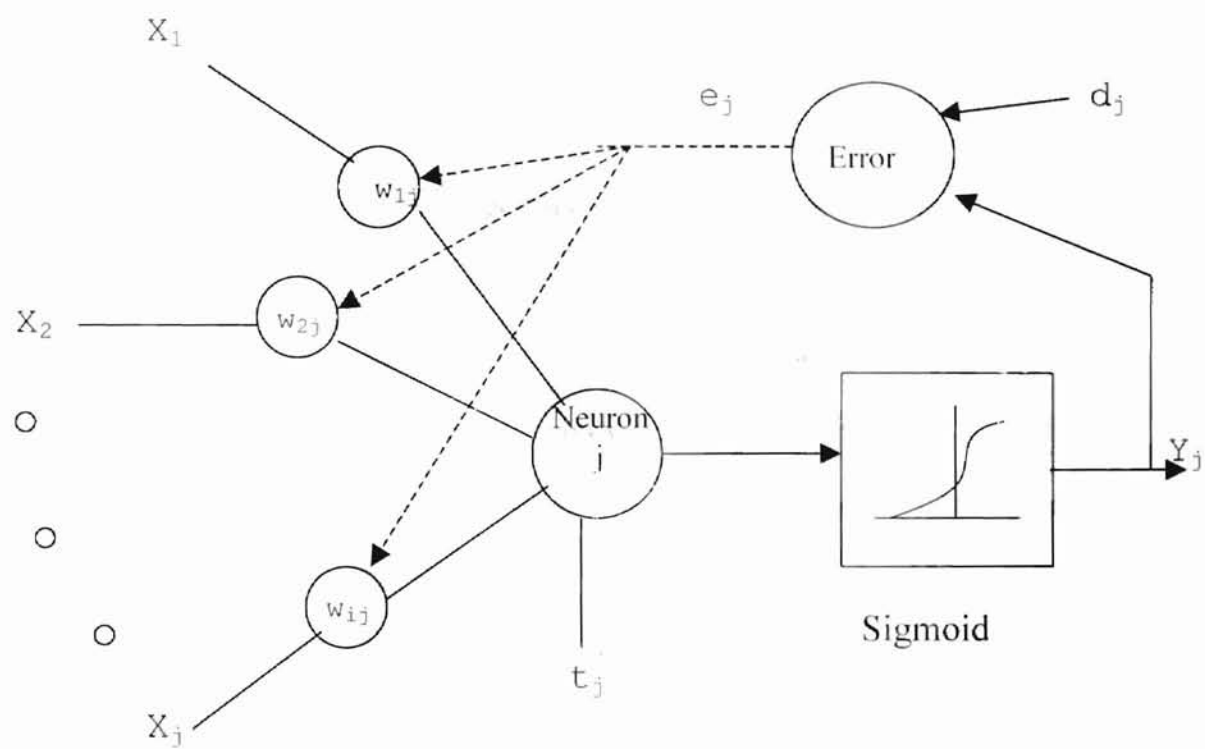 X₁
eⱼ
dⱼ
Error
w₁ⱼ
X₂
w₂ⱼ
Neuron
j
Yⱼ
wᵢⱼ
Sigmoid
tⱼ
Xⱼ